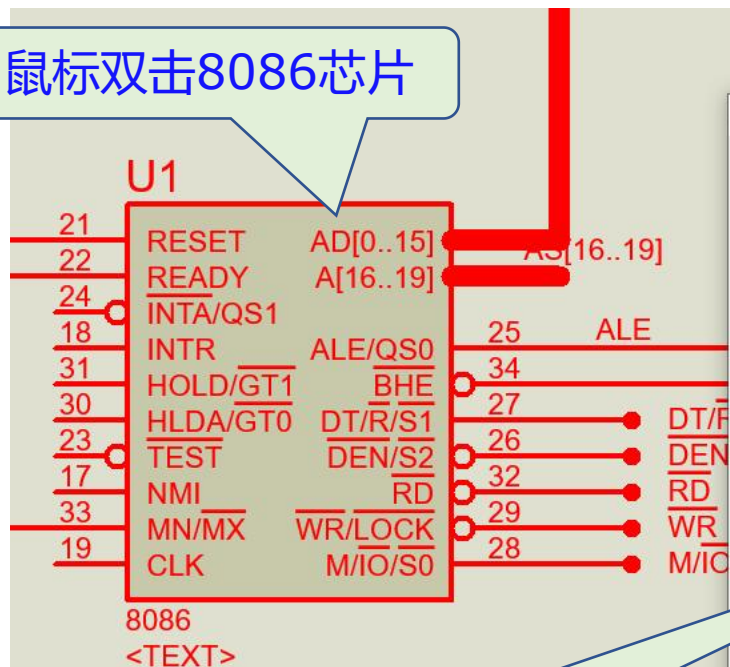 鼠标双击8086芯片
U1
21 RESET AD[0..15] AS[16..19]
22 READY A[16..19]
24 INTA/QS1
18 INTR ALE/QS0 25 ALE
31 HOLD/GT1 BHE 34
30 HLDA/GT0 DT/R/S1 27 DT/R
23 TEST DEN/S2 26 DEN
17 NMI RD 32 RD
33 MN/MX WR/LOCK 29 WR
19 CLK M/IO/S0 28 M/IO
8086
<TEXT>